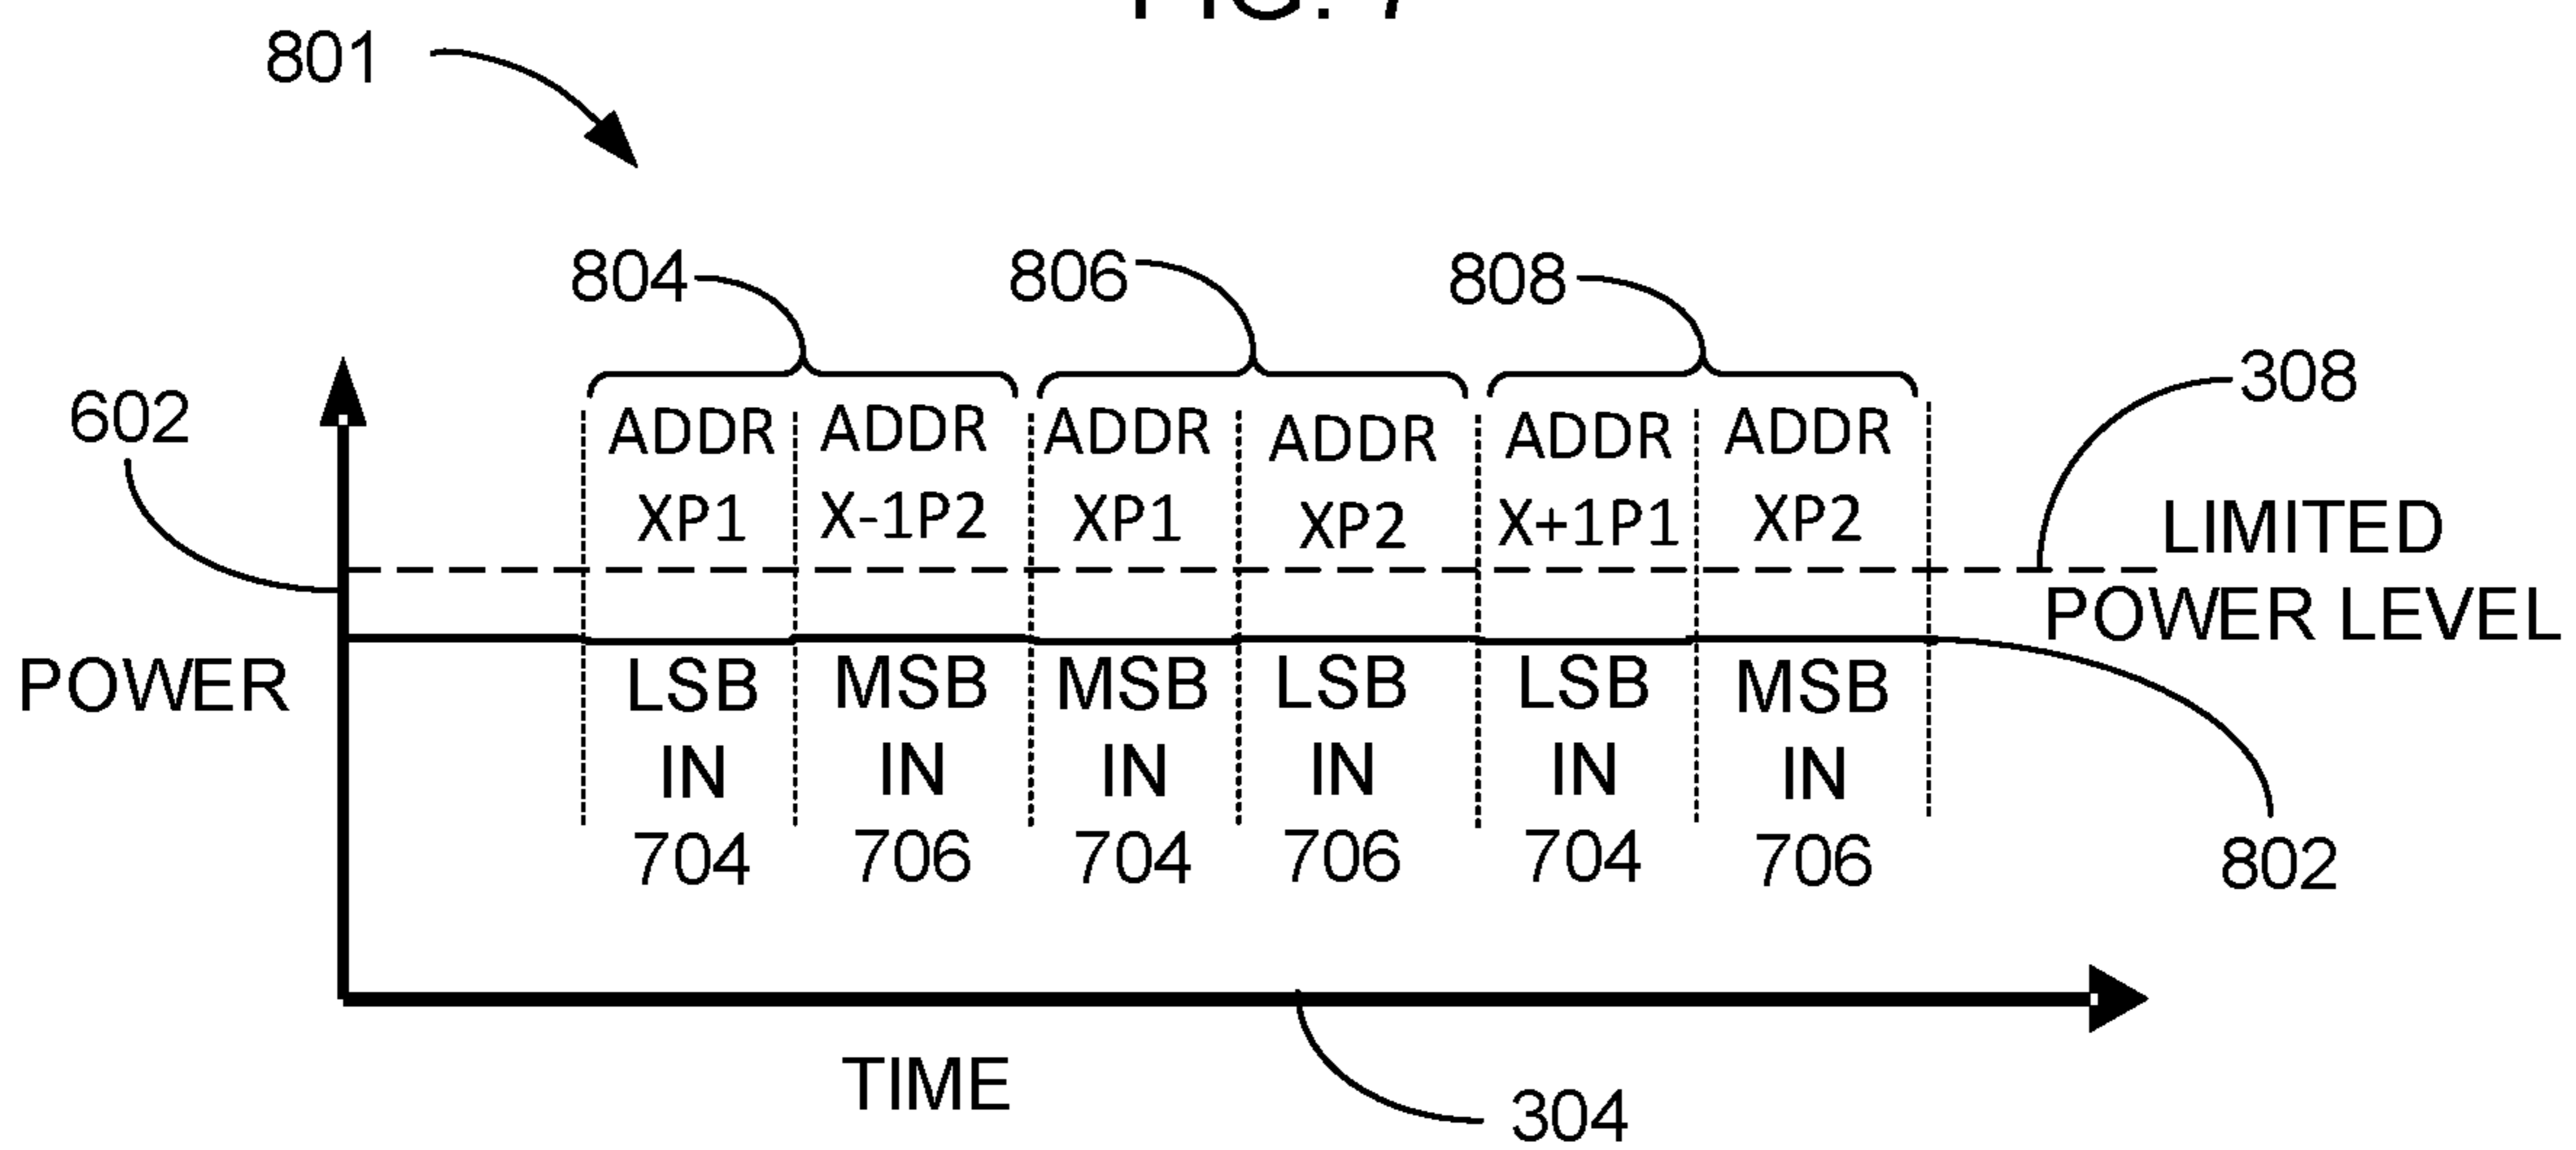 FIG. 7
801
804
806
808
308
602
ADDR ADDR ADDR ADDR ADDR ADDR
XP1 X-1P2 XP1 XP2 X+1P1 XP2
LIMITED
POWER LEVEL
POWER
LSB MSB MSB LSB LSB MSB
IN IN IN IN IN IN
704 706 704 706 704 706
802
TIME
304